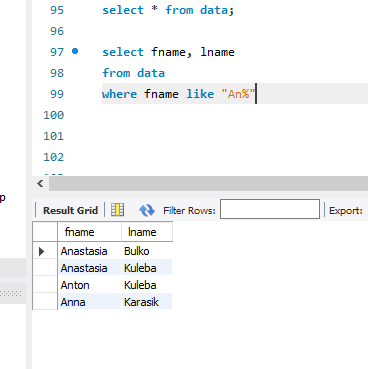 95 select * from data;
96
97 select fname, lname
98 from data
99 where fname like "An%"
100
101
102
p
Result Grid Filter Rows: Export:
fname lname
Anastasia Bulko
Anastasia Kuleba
Anton Kuleba
Anna Karasik